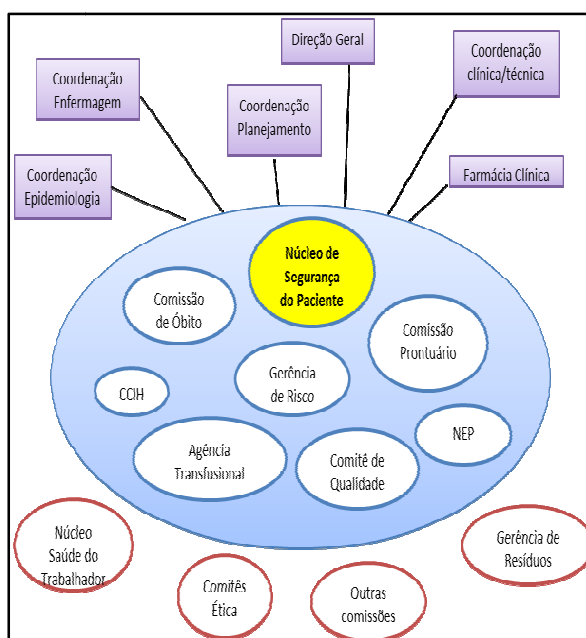 Direção Geral
Coordenação
clínica/técnica
Coordenação
Enfermagem
Coordenação
Planejamento
Coordenação
Epidemiologia
Farmácia Clínica
Núcleo de
Segurança
do Paciente
Comissão
de Óbito
Comissão
Prontuário
Gerência
de Risco
CCIH
NEP
Agência
Transfusional
Comitê de
Qualidade
Núcleo
Saúde do
Trabalhador
Gerência de
Resíduos
Comitês
Ética
Outras
comissões